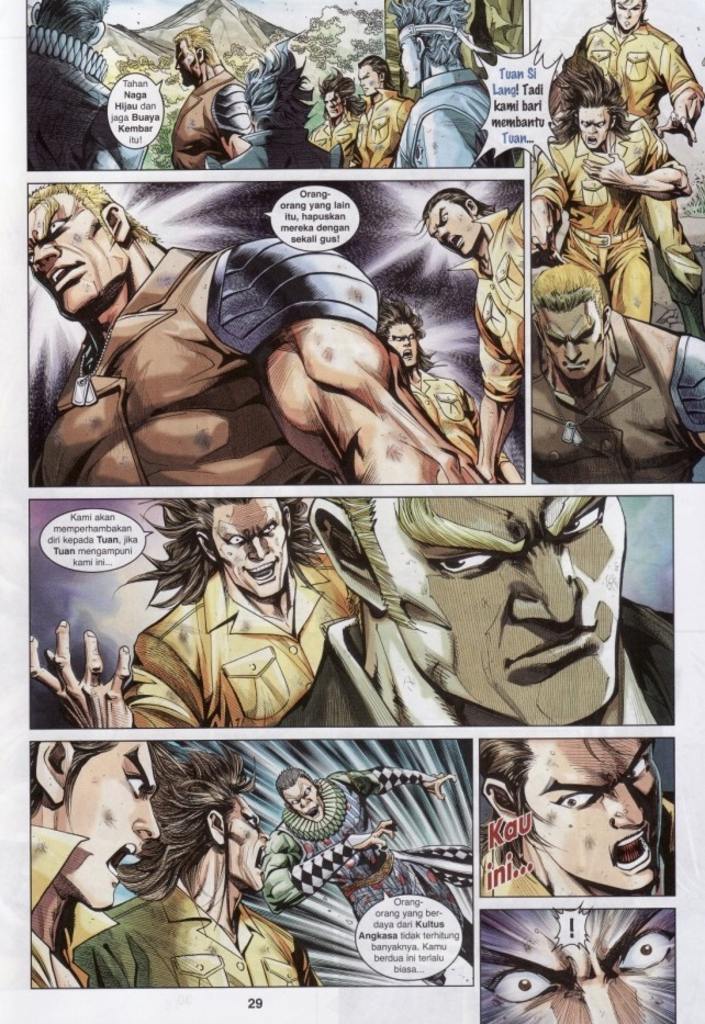 Tahan
Naga
Hijau dan
jaga Buaya
Kembar
itu!
Tuan Si
Lang! Tadi
kami bari
membantu
Tuan...
Orang-
orang yang lain
itu, hapuskan
mereka dengan
sekali gus!
Kami akan
memperhambakan
diri kepada Tuan, jika
Tuan mengampuni
kami ini...
Orang-
orang yang ber-
daya dari Kultus
Angkasa tidak terhitung
banyaknya. Kamu
berdua ini terlalu
biasa...
Kau
ini...
!
29